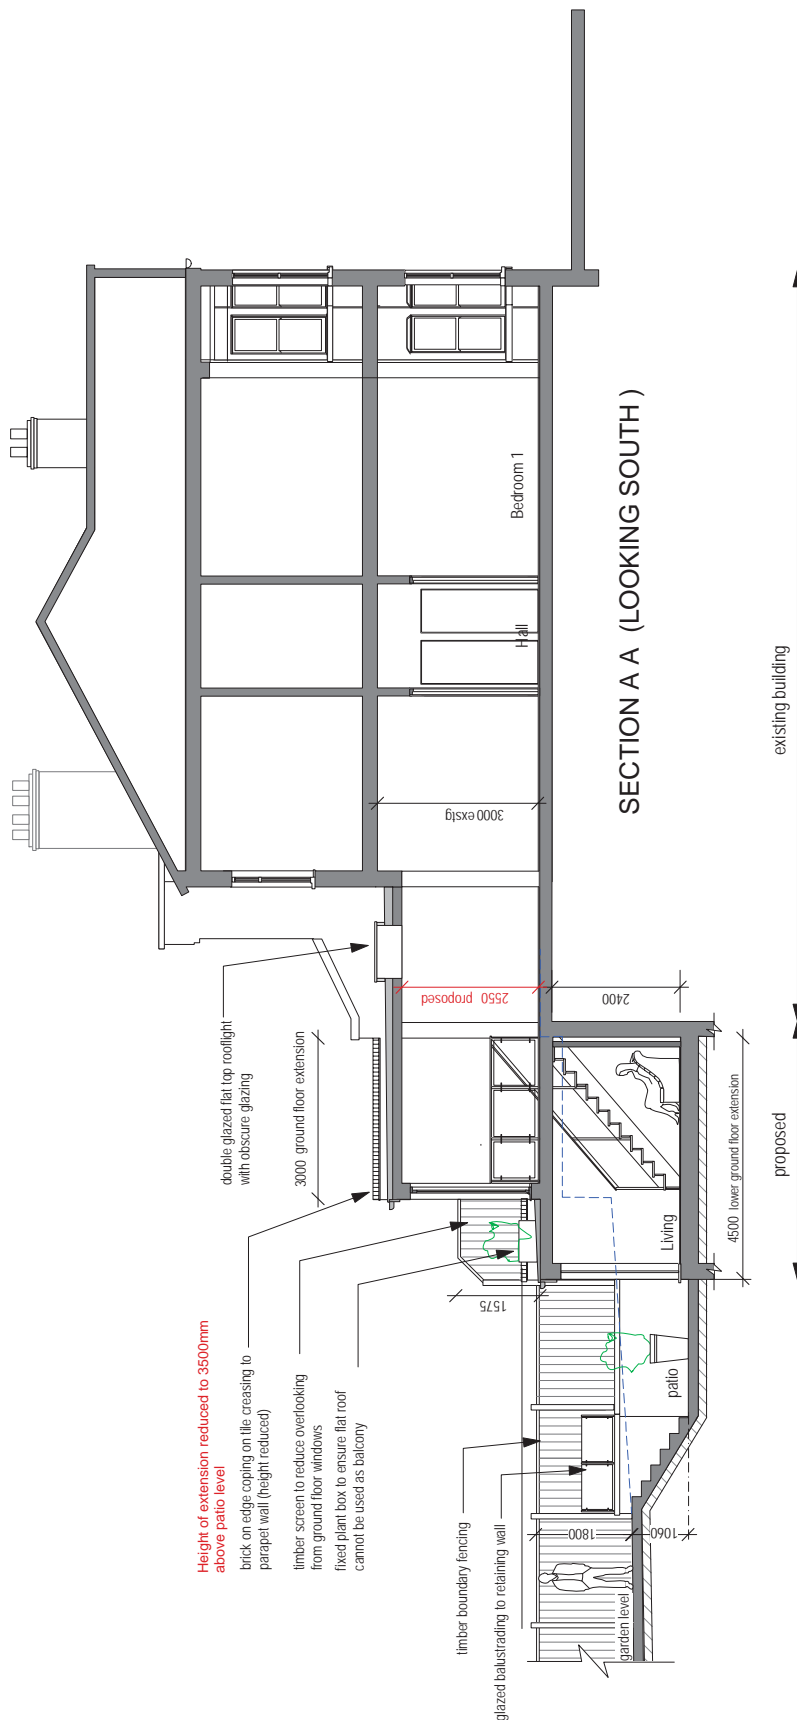 Height of extension reduced to 3500mm
above patio level
brick on edge coping on tile creasing to
parapet wall (height reduced)
timber screen to reduce overlooking
from ground floor windows
fixed plant box to ensure flat roof
cannot be used as balcony
double glazed flat top rooflight
with obscure glazing
3000 ground floor extension
timber boundary fencing
glazed balustrading to retaining wall
1575
1800
1060
garden level
patio
Living
2550 proposed
2400
3000 exstg
Hall
Bedroom 1
4500 lower ground floor extension
SECTION A A (LOOKING SOUTH )
proposed
existing building